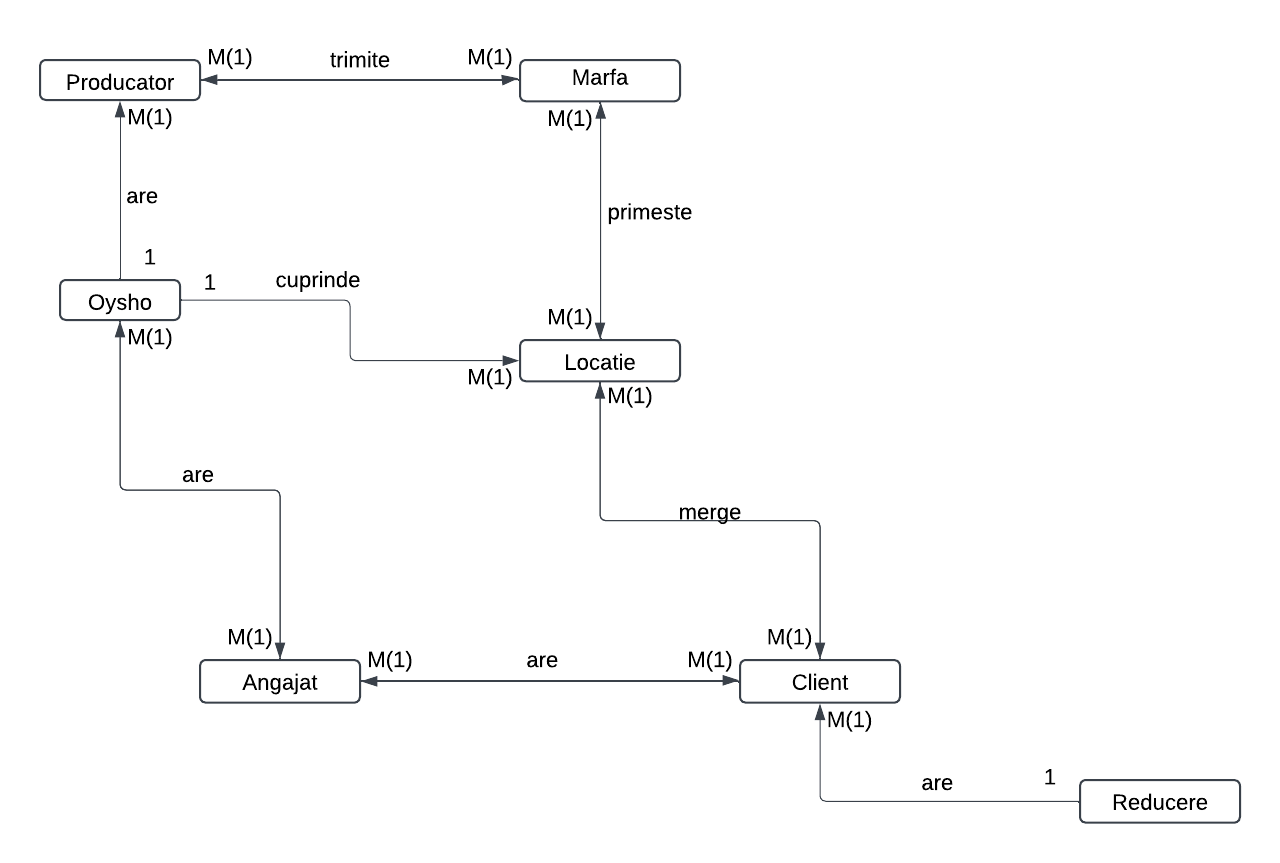 M(1) trimite M(1)
Producator
Marfa
M(1)
M(1)
are
primeste
1
1 cuprinde
Oysho
M(1)
M(1)
Locatie
M(1)
M(1)
are
merge
M(1)
M(1)
M(1) are M(1)
Angajat
Client
M(1)
are 1
Reducere